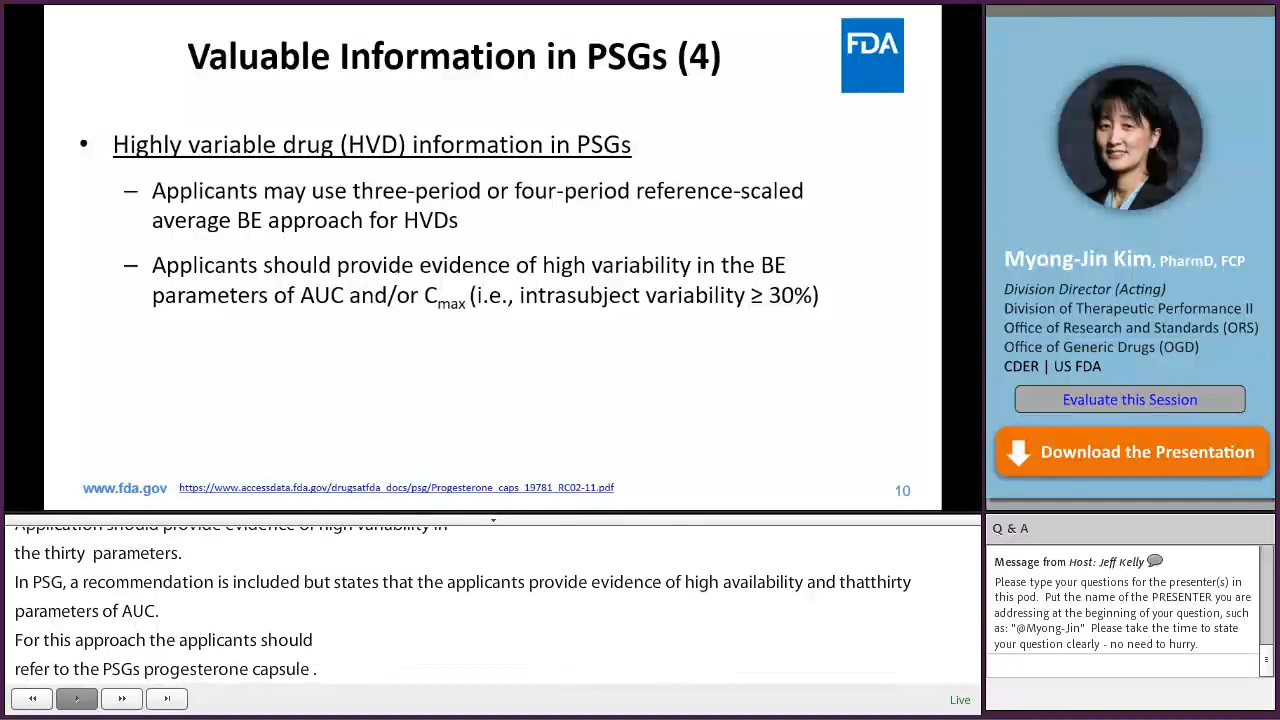 Valuable Information in PSGs (4)
FDA
• Highly variable drug (HVD) information in PSGs
– Applicants may use three-period or four-period reference-scaled
average BE approach for HVDs
– Applicants should provide evidence of high variability in the BE
parameters of AUC and/or Cmax (i.e., intrasubject variability ≥ 30%)
www.fda.gov
https://www.accessdata.fda.gov/drugsatfda_docs/psg/Progesterone_caps_19781_RC02-11.pdf
10
Myong-Jin Kim, PharmD, FCP
Division Director (Acting)
Division of Therapeutic Performance II
Office of Research and Standards (ORS)
Office of Generic Drugs (OGD)
CDER | US FDA
Evaluate this Session
Download the Presentation
Application should provide evidence of high variability in
the thirty parameters.
In PSG, a recommendation is included but states that the applicants provide evidence of high availability and thatthirty
parameters of AUC.
For this approach the applicants should
refer to the PSGs progesterone capsule .
Live
Q & A
Message from Host: Jeff Kelly
Please type your questions for the presenter(s) in
this pod. Put the name of the PRESENTER you are
addressing at the beginning of your question, such
as: "@Myong-Jin" Please take the time to state
your question clearly - no need to hurry.